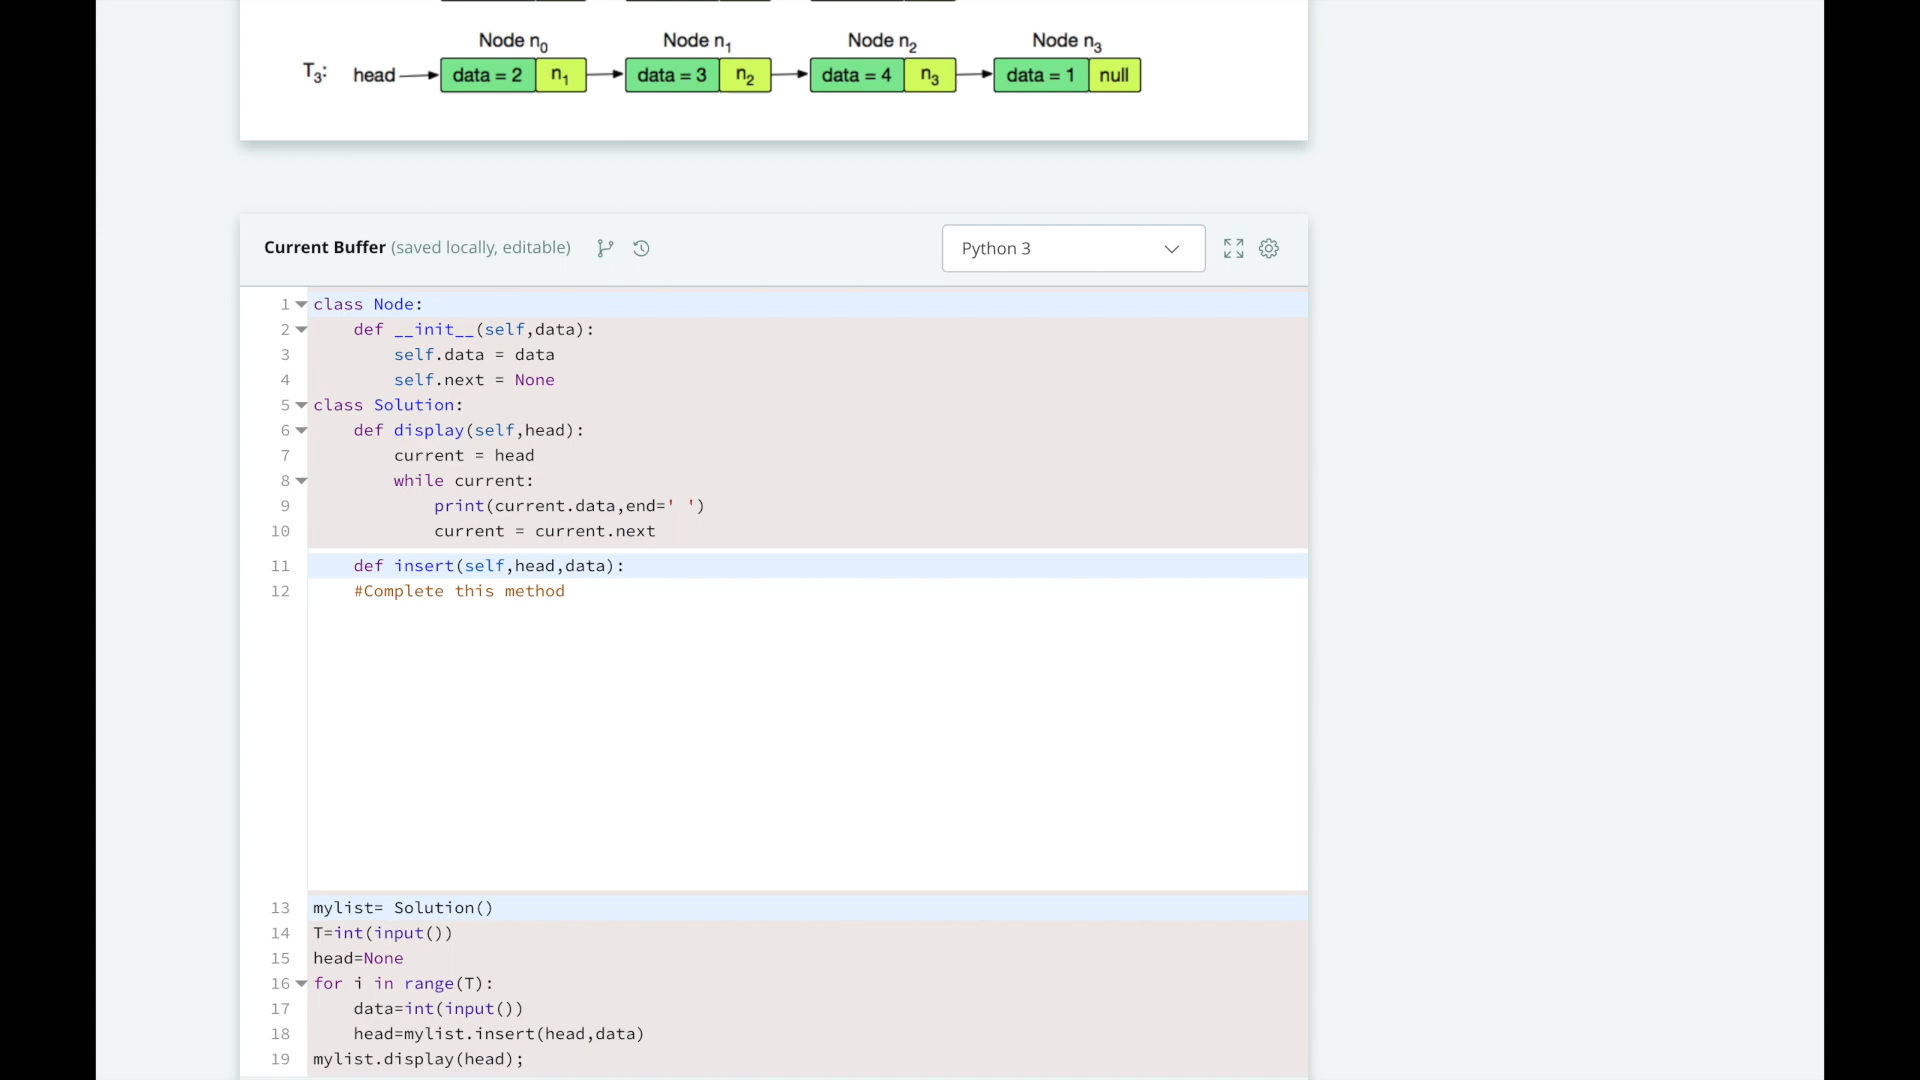 Node n0 Node n1 Node n2 Node n3
T3: head data = 2 n1 data = 3 n2 data = 4 n3 data = 1 null
Current Buffer (saved locally, editable) Python 3
1 class Node:
2 def __init__(self,data):
3 self.data = data
4 self.next = None
5 class Solution:
6 def display(self,head):
7 current = head
8 while current:
9 print(current.data,end=' ')
10 current = current.next
11 def insert(self,head,data):
12 #Complete this method
13 mylist= Solution()
14 T=int(input())
15 head=None
16 for i in range(T):
17 data=int(input())
18 head=mylist.insert(head,data)
19 mylist.display(head);